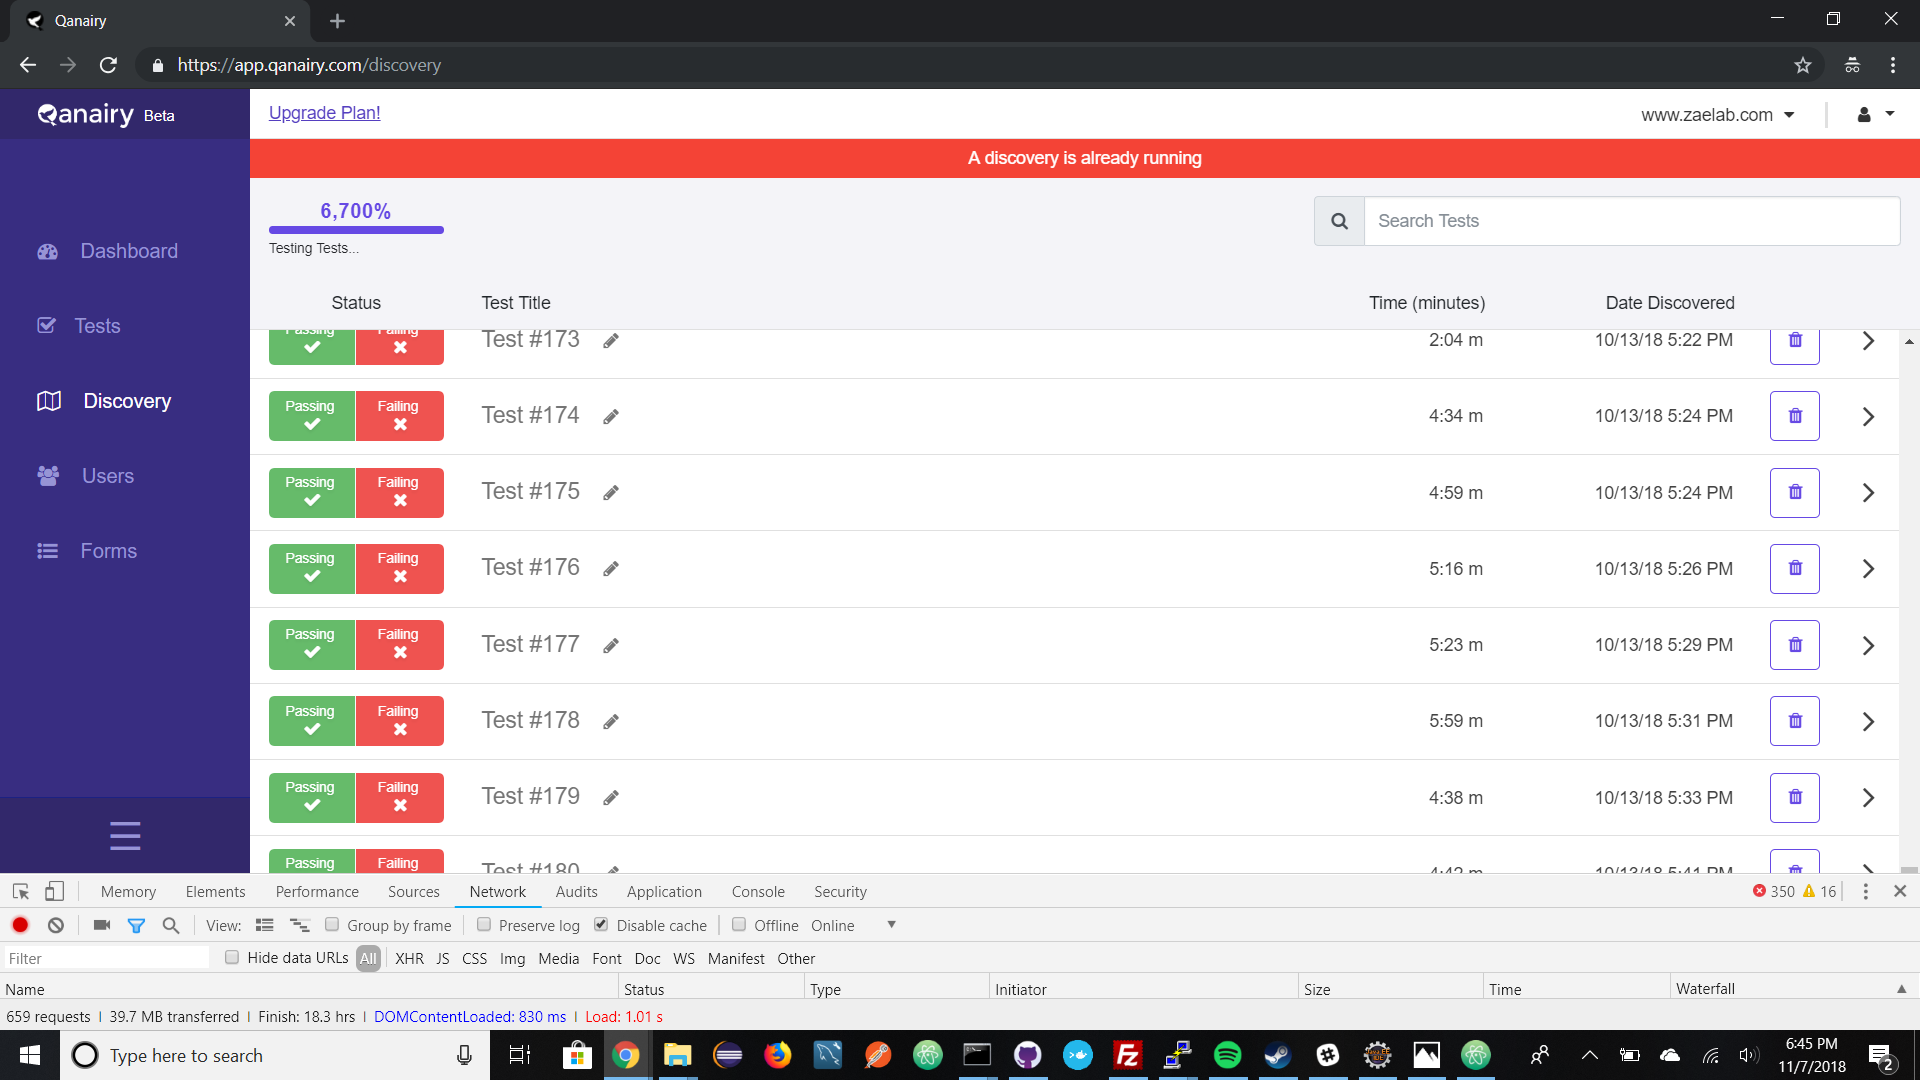 Qanairy
https://app.qanairy.com/discovery
Qanairy Beta
Upgrade Plan!
www.zaelab.com
A discovery is already running
6,700%
Testing Tests...
Search Tests
Dashboard
Tests
Discovery
Users
Forms
Status Test Title Time (minutes) Date Discovered
Passing Failing Test #173 2:04 m 10/13/18 5:22 PM
Passing Failing Test #174 4:34 m 10/13/18 5:24 PM
Passing Failing Test #175 4:59 m 10/13/18 5:24 PM
Passing Failing Test #176 5:16 m 10/13/18 5:26 PM
Passing Failing Test #177 5:23 m 10/13/18 5:29 PM
Passing Failing Test #178 5:59 m 10/13/18 5:31 PM
Passing Failing Test #179 4:38 m 10/13/18 5:33 PM
Passing Failing Test #180 4:42 m 10/13/18 5:41 PM
Memory Elements Performance Sources Network Audits Application Console Security 350 16
View: Group by frame Preserve log Disable cache Offline Online
Filter Hide data URLs All XHR JS CSS Img Media Font Doc WS Manifest Other
Name Status Type Initiator Size Time Waterfall
659 requests | 39.7 MB transferred | Finish: 18.3 hrs | DOMContentLoaded: 830 ms | Load: 1.01 s
Type here to search
6:45 PM
11/7/2018
2